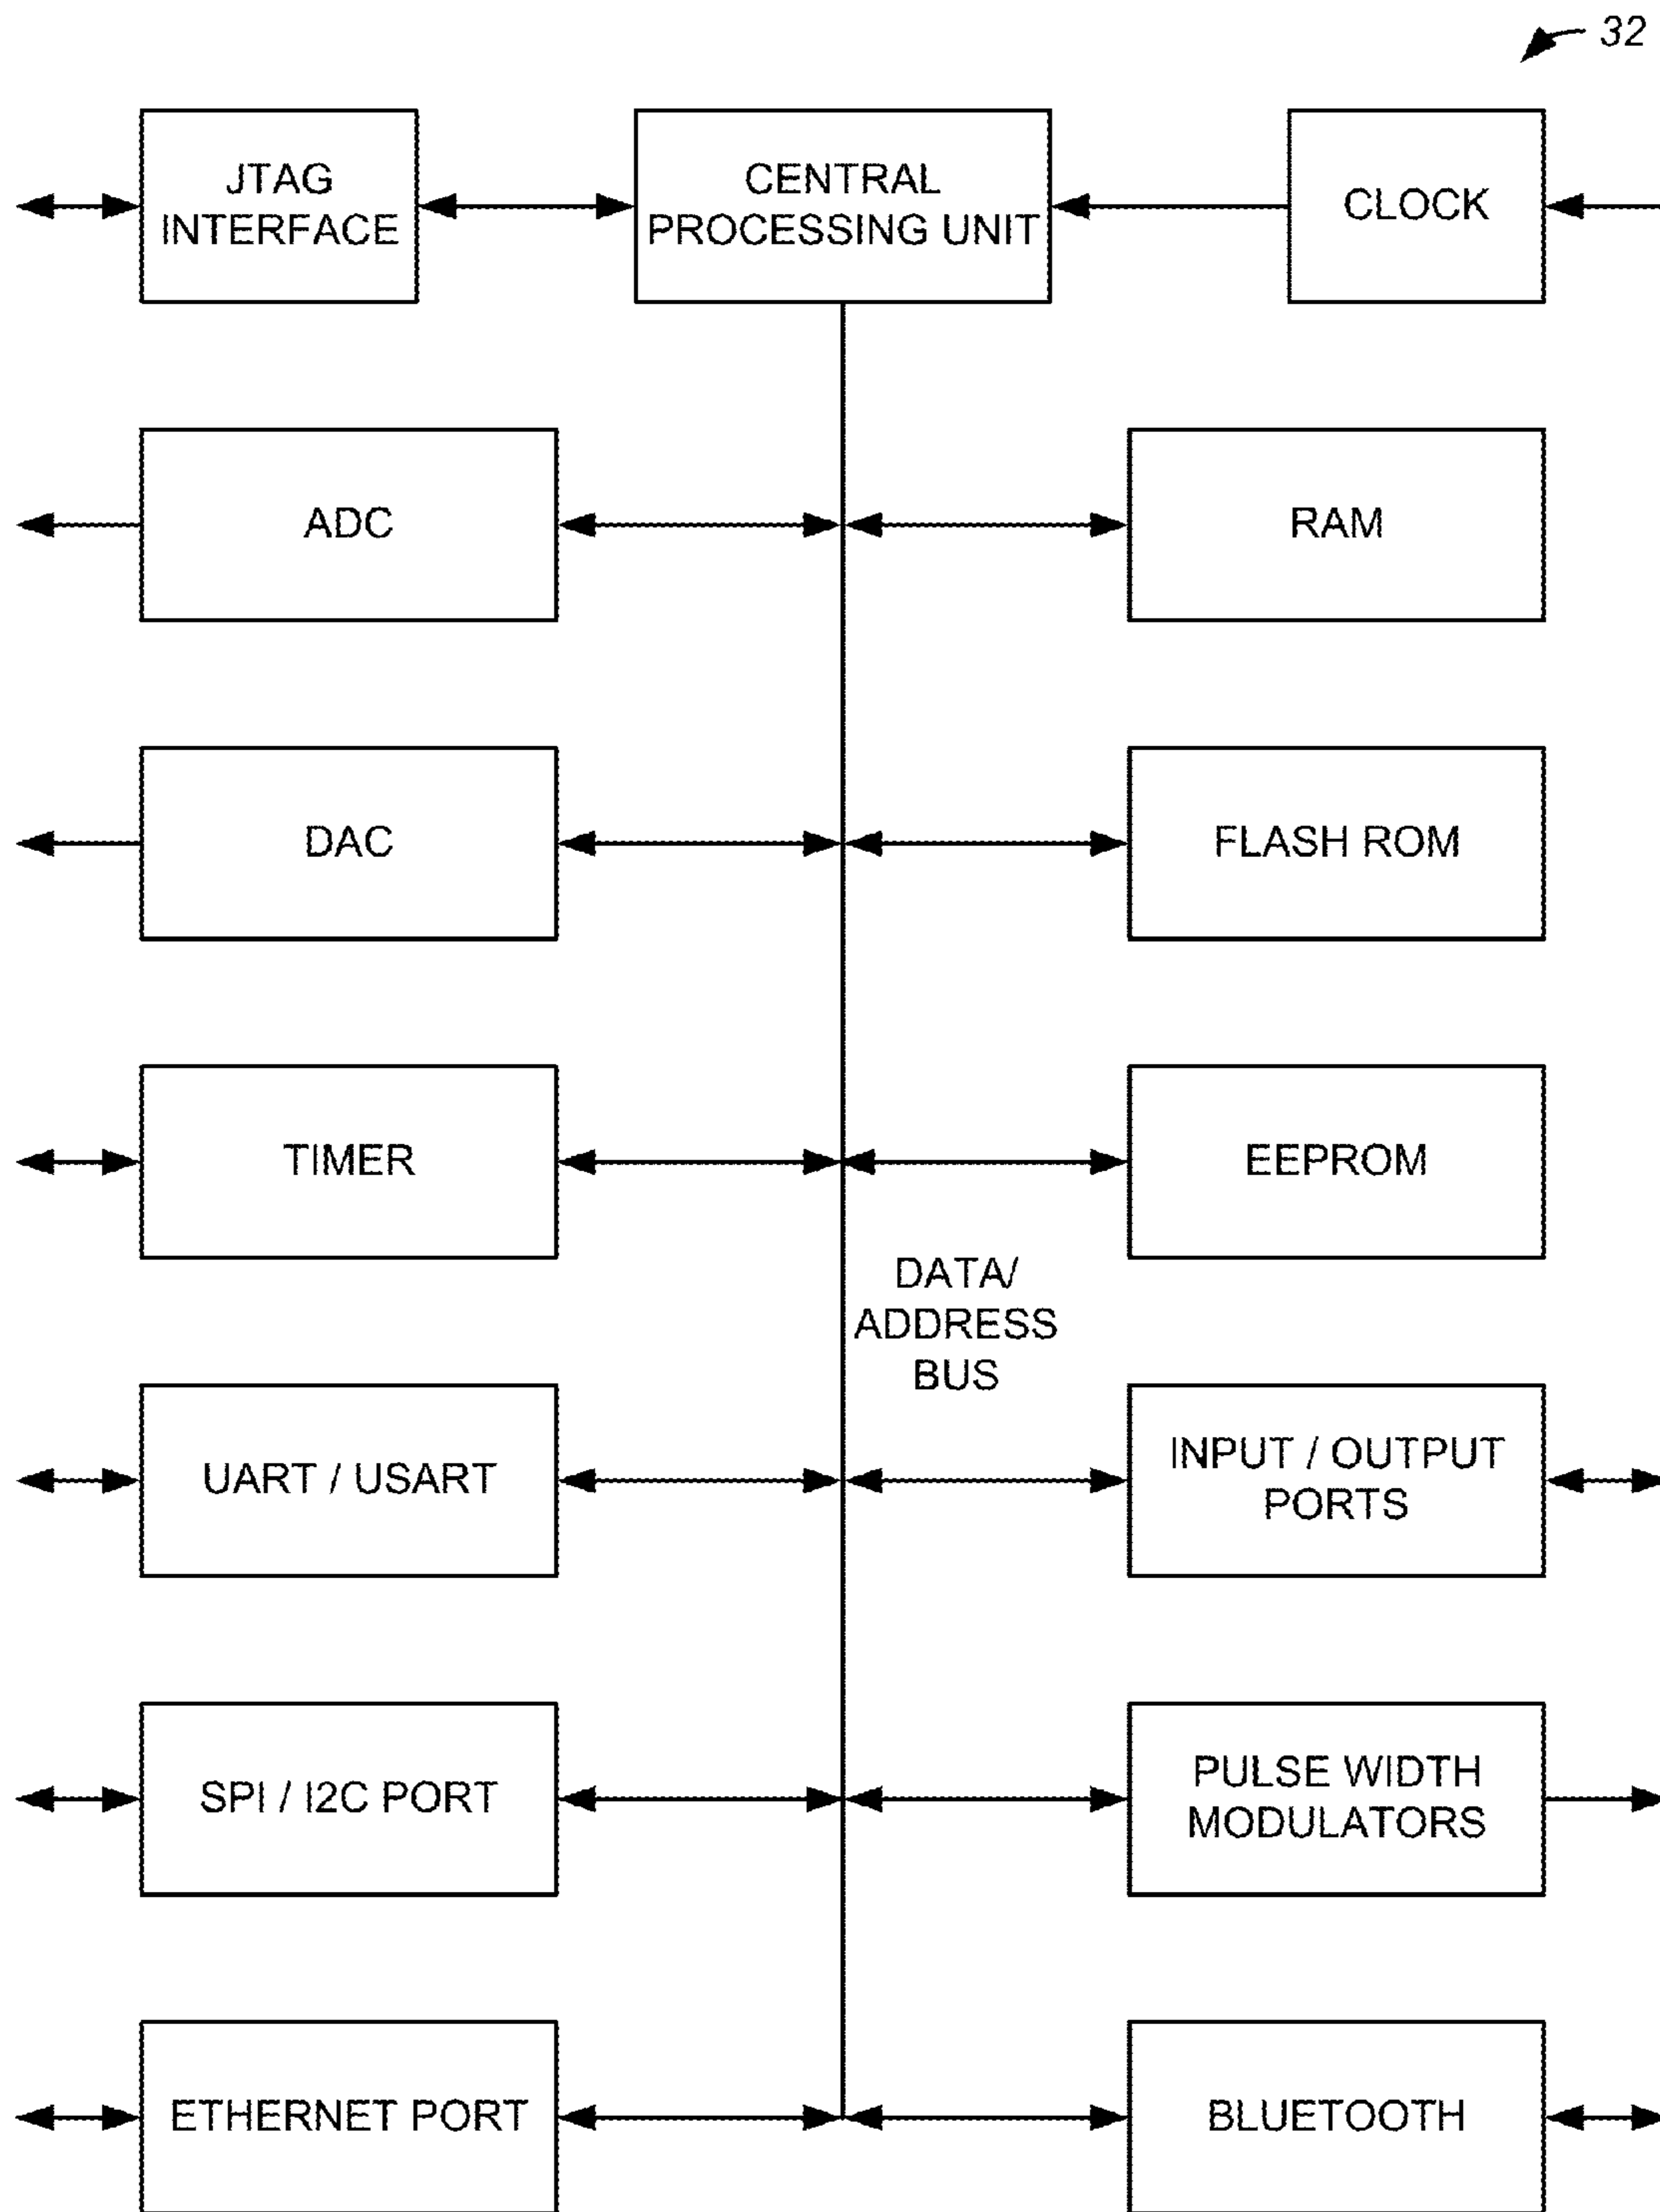 32
JTAG
INTERFACE
CENTRAL
PROCESSING UNIT
CLOCK
ADC
RAM
DAC
FLASH ROM
TIMER
EEPROM
DATA/
ADDRESS
BUS
UART / USART
INPUT / OUTPUT
PORTS
SPI / I2C PORT
PULSE WIDTH
MODULATORS
ETHERNET PORT
BLUETOOTH